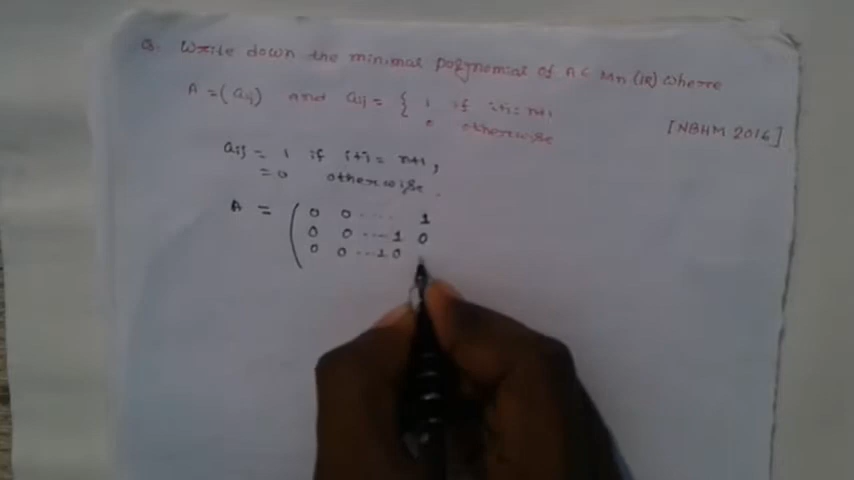 Q. Write down the minimal polynomial of A ∈ Mn (IR) where
A = (aij) and aij = { 1 if i+j = n+1
0 otherwise
[NBHM 2016]
aij = 1 if i+j = n+1,
= 0 otherwise.
A = ( 0 0 .... 1
0 0 .... 1 0
0 0 ... 1 0